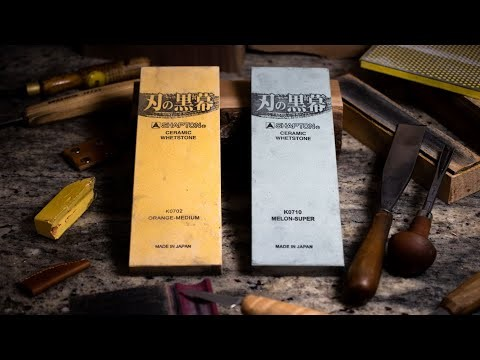 刃の黒幕
SHAPTON
CERAMIC
WHETSTONE
K0702
ORANGE-MEDIUM
MADE IN JAPAN
刃の黒幕
SHAPTON
CERAMIC
WHETSTONE
K0710
MELON-SUPER
MADE IN JAPAN